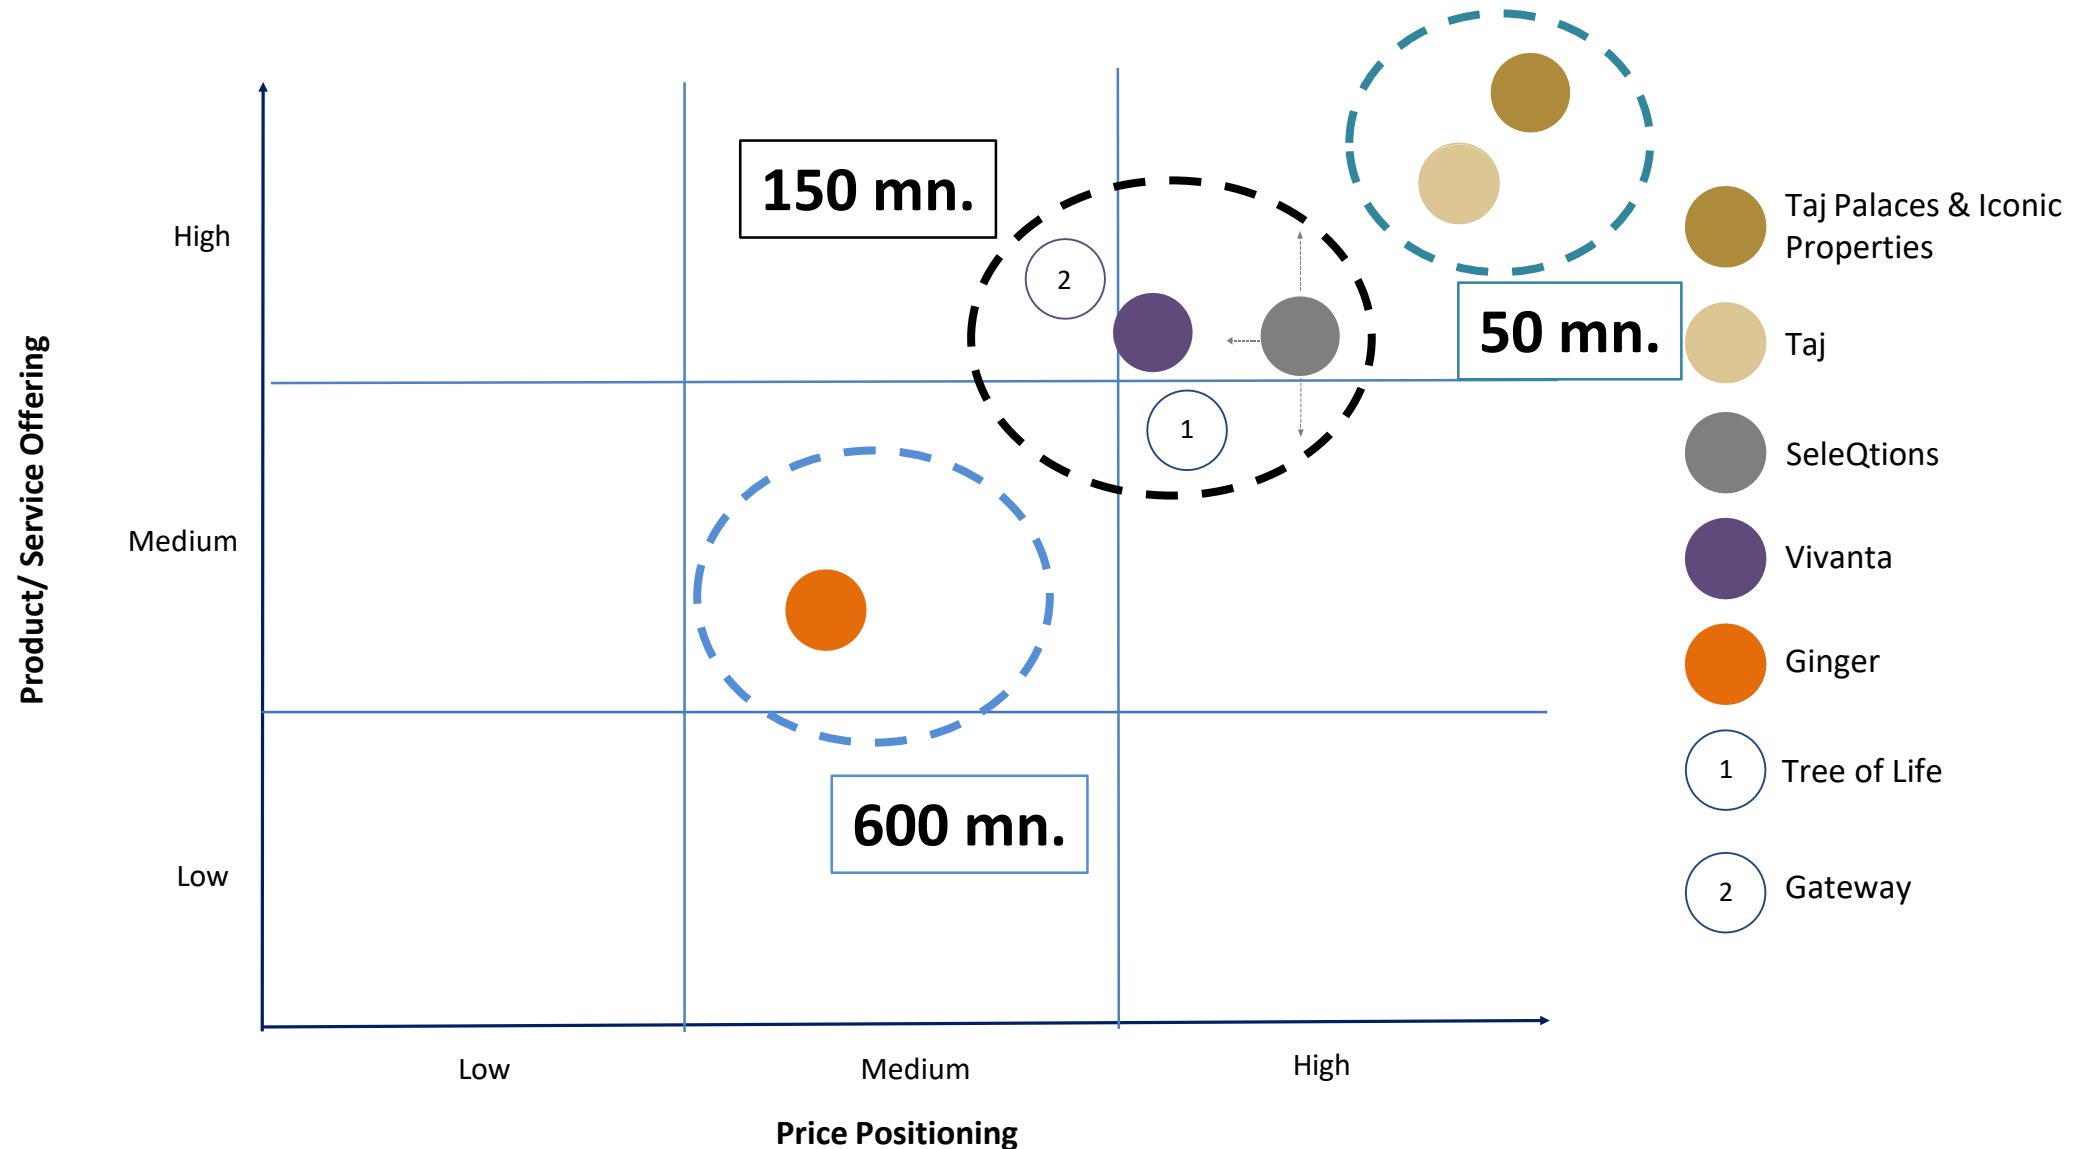 150 mn.
High
2
50 mn.
1
Product/ Service Offering
Medium
600 mn.
Low
Low
Medium
High
Price Positioning
Taj Palaces & Iconic
Properties
Taj
SeleQtions
Vivanta
Ginger
1
Tree of Life
2
Gateway